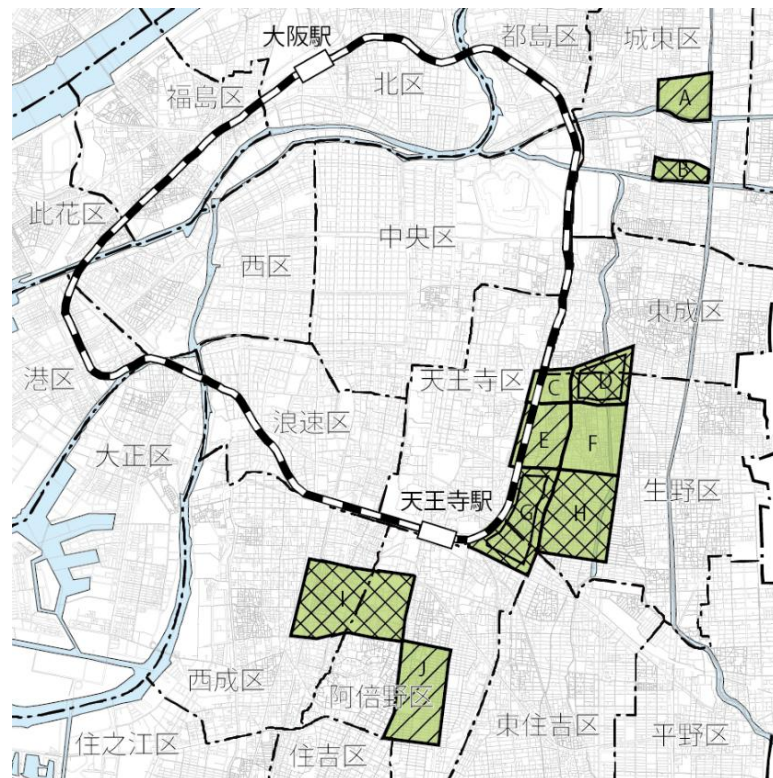 大阪駅
都島区
城東区
北区
福島区
A
B
此花区
中央区
西区
東成区
港区
天王寺区
C
D
浪速区
大正区
E
F
生野区
天王寺駅
G
H
I
J
西成区
阿倍野区
東住吉区
平野区
住之江区
住吉区